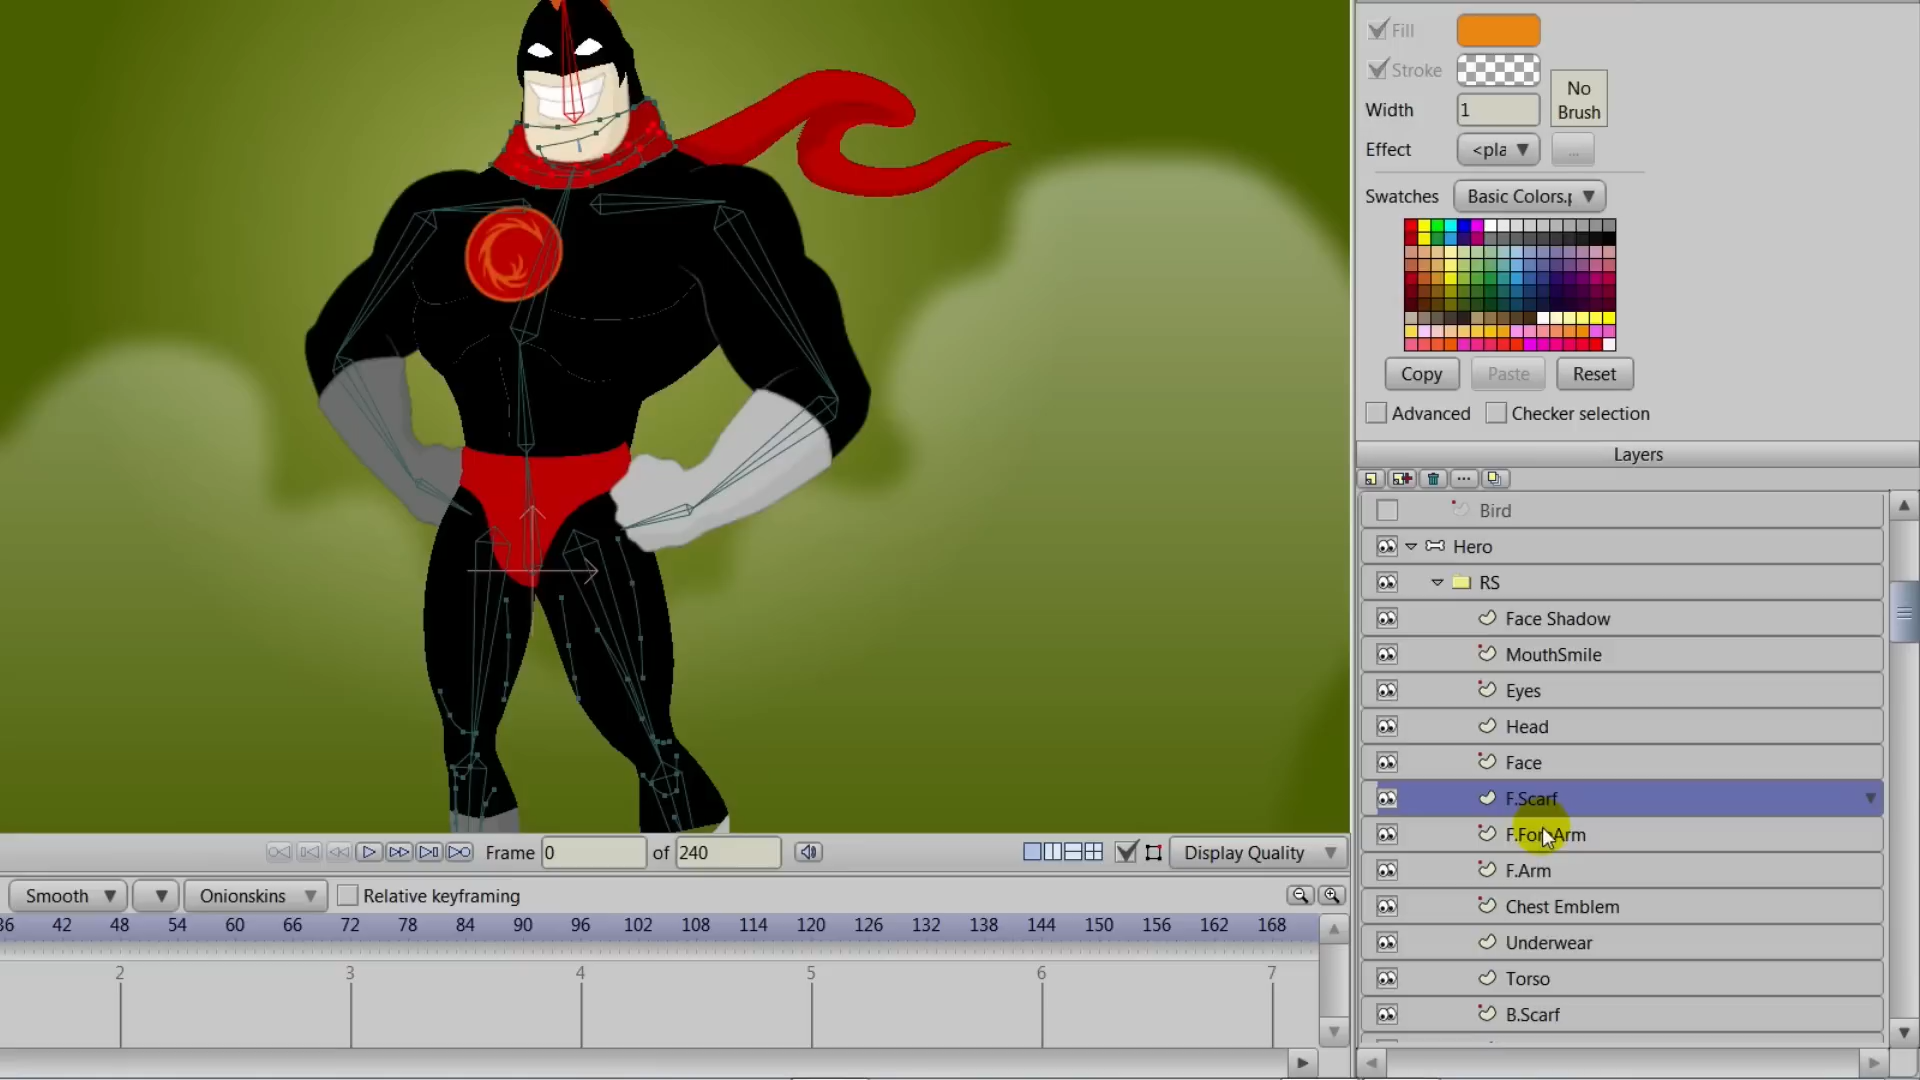 Fill
Stroke
Width 1
No
Brush
Effect <pla ...
Swatches Basic Colors.p
Copy Paste Reset
Advanced Checker selection
Layers
Bird
Hero
RS
Face Shadow
MouthSmile
Eyes
Head
Face
F.Scarf
F.ForeArm
F.Arm
Chest Emblem
Underwear
Torso
B.Scarf
Frame 0 of 240 Display Quality
Smooth Onionskins Relative keyframing
36 42 48 54 60 66 72 78 84 90 96 102 108 114 120 126 132 138 144 150 156 162 168
2 3 4 5 6 7